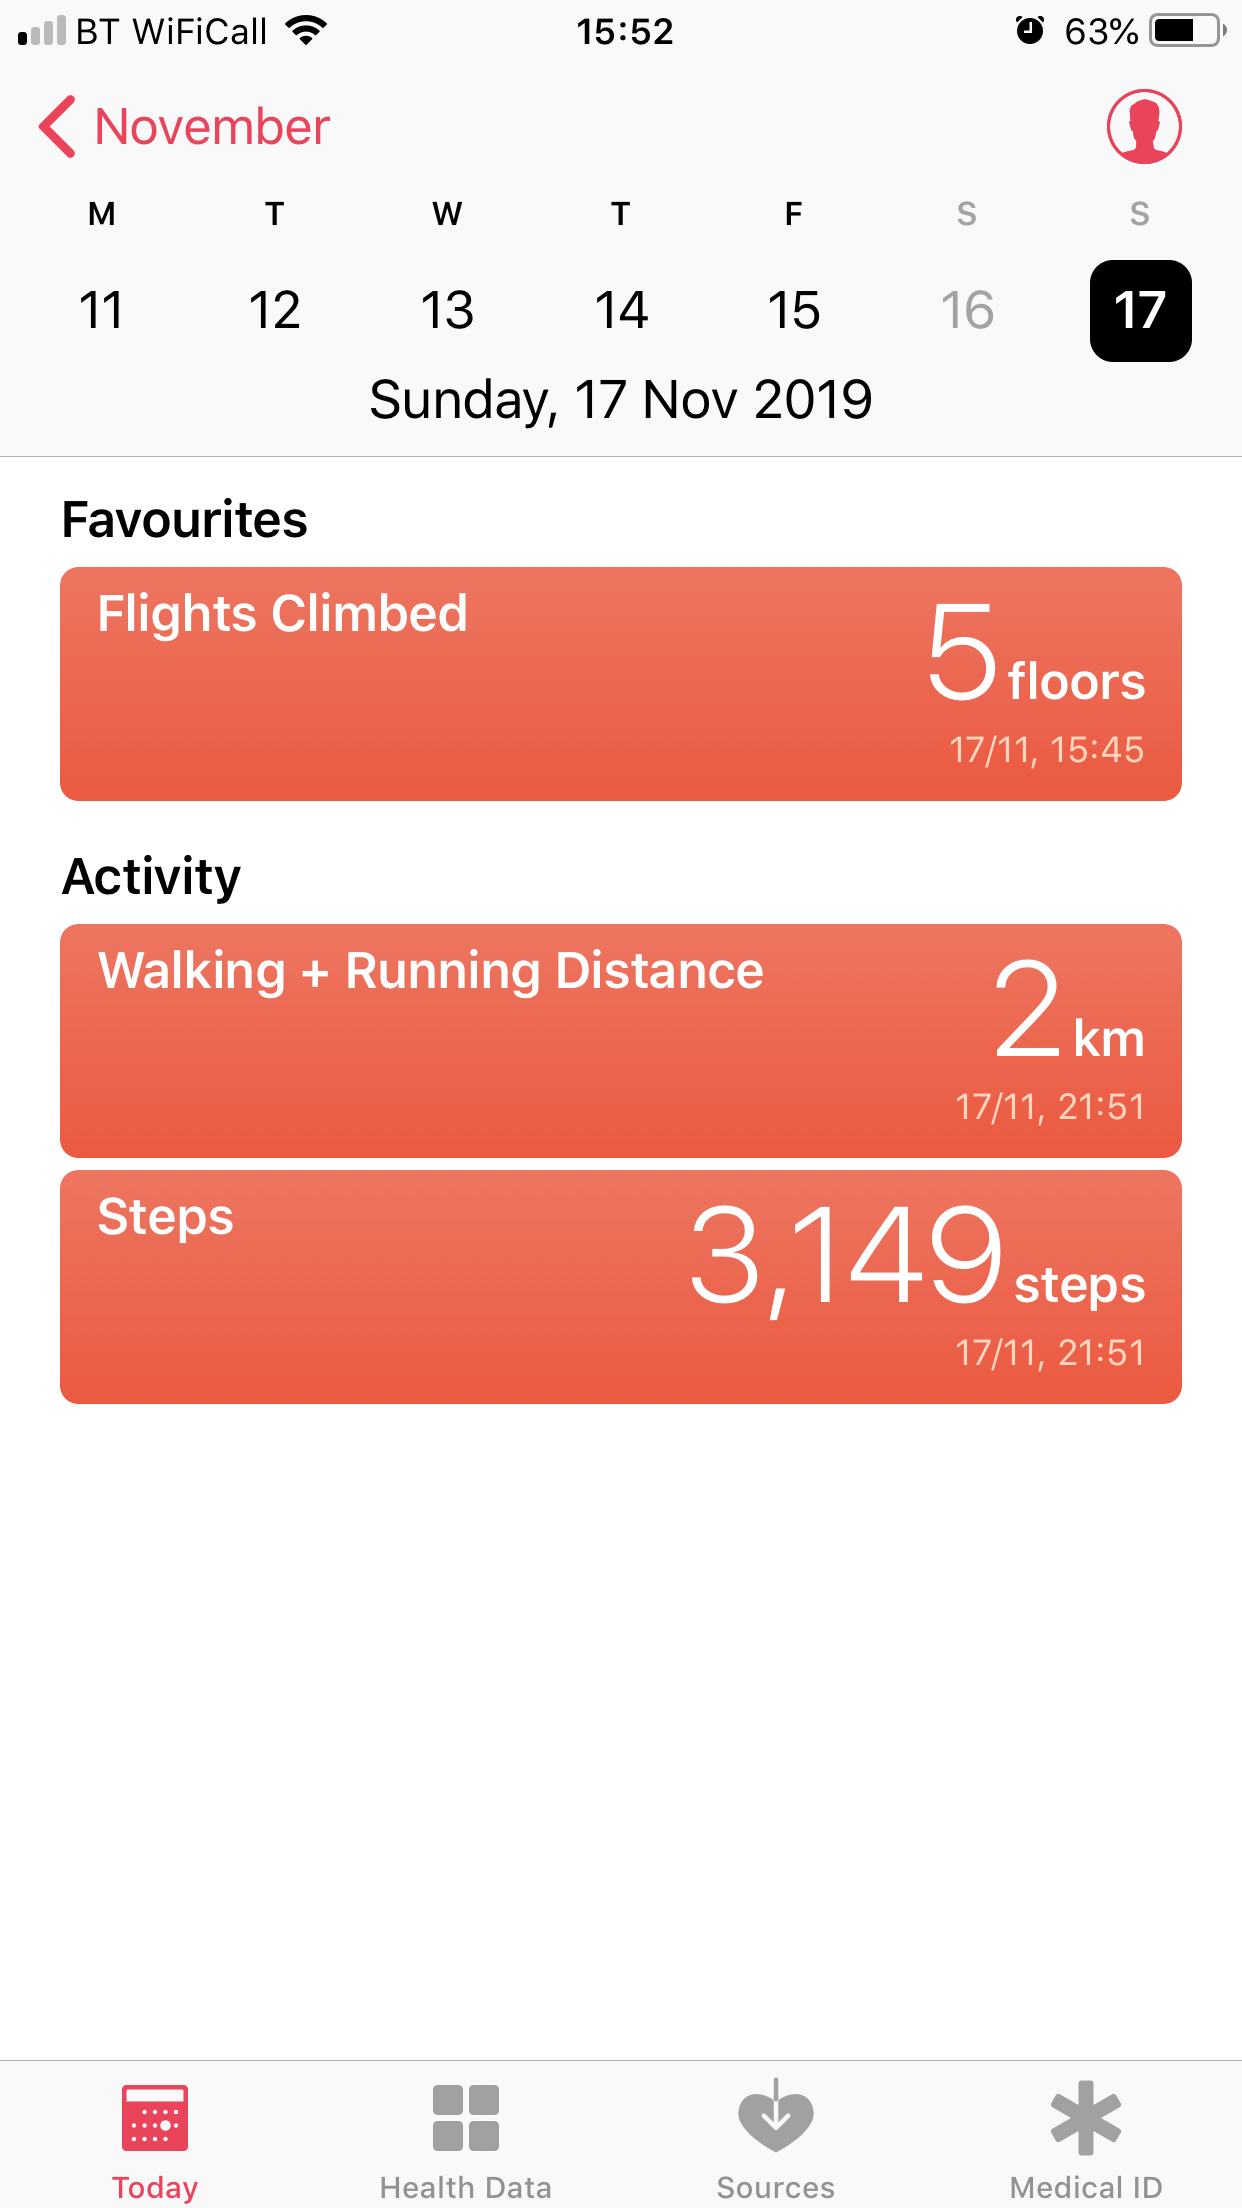 BT WiFiCall 15:52 63%
November
M T W T F S S
11 12 13 14 15 16 17
Sunday, 17 Nov 2019
Favourites
Flights Climbed
5 floors
17/11, 15:45
Activity
Walking + Running Distance
2 km
17/11, 21:51
Steps
3,149 steps
17/11, 21:51
Today Health Data Sources Medical ID